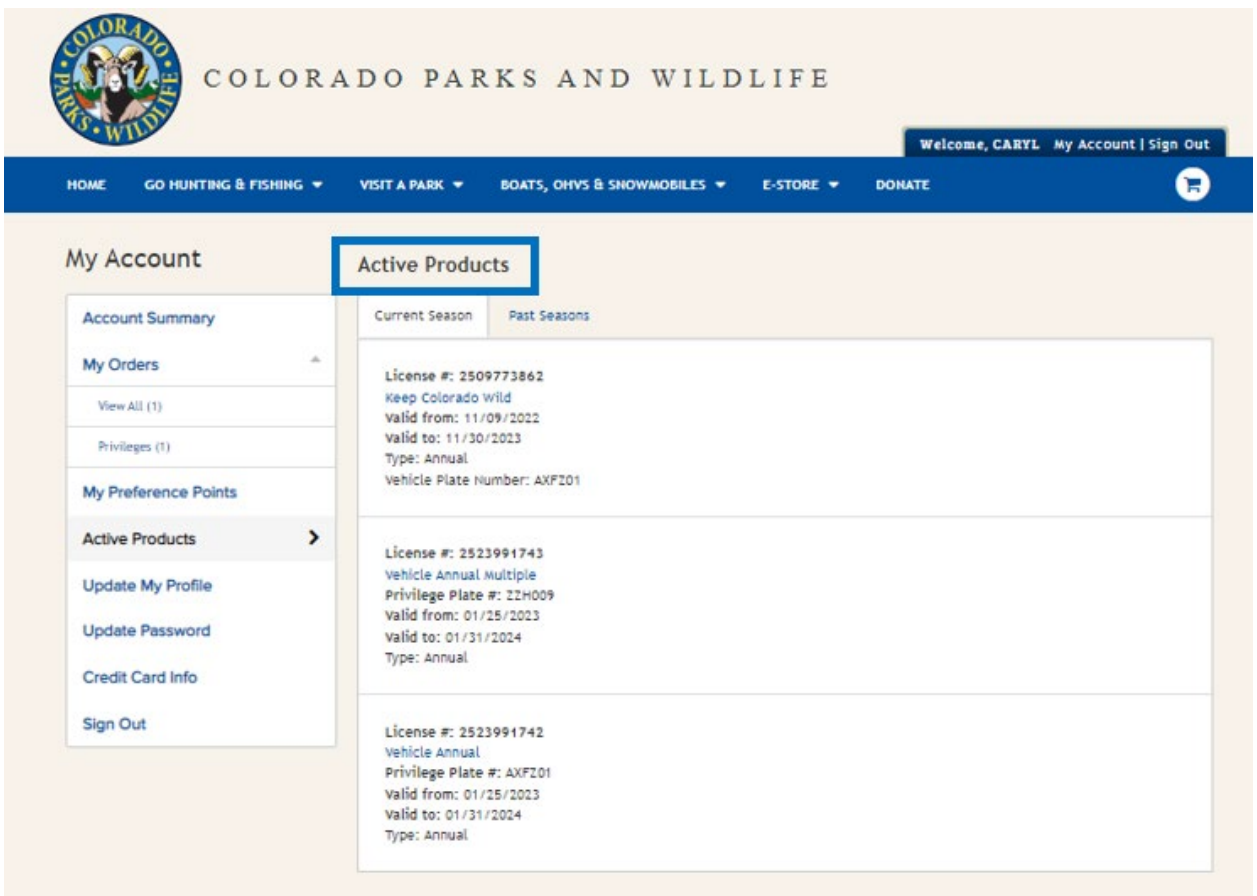 COLORADO PARKS • WILDLIFE
COLORADO PARKS AND WILDLIFE
Welcome, CARYL My Account | Sign Out
HOME GO HUNTING & FISHING VISIT A PARK BOATS, OHVS & SNOWMOBILES E-STORE DONATE
My Account
Account Summary
My Orders
View All (1)
Privileges (1)
My Preference Points
Active Products
Update My Profile
Update Password
Credit Card Info
Sign Out
Active Products
Current Season Past Seasons
License #: 2509773862
Keep Colorado Wild
Valid from: 11/09/2022
Valid to: 11/30/2023
Type: Annual
Vehicle Plate Number: AXFZ01
License #: 2523991743
Vehicle Annual Multiple
Privilege Plate #: ZZH009
Valid from: 01/25/2023
Valid to: 01/31/2024
Type: Annual
License #: 2523991742
Vehicle Annual
Privilege Plate #: AXFZ01
Valid from: 01/25/2023
Valid to: 01/31/2024
Type: Annual